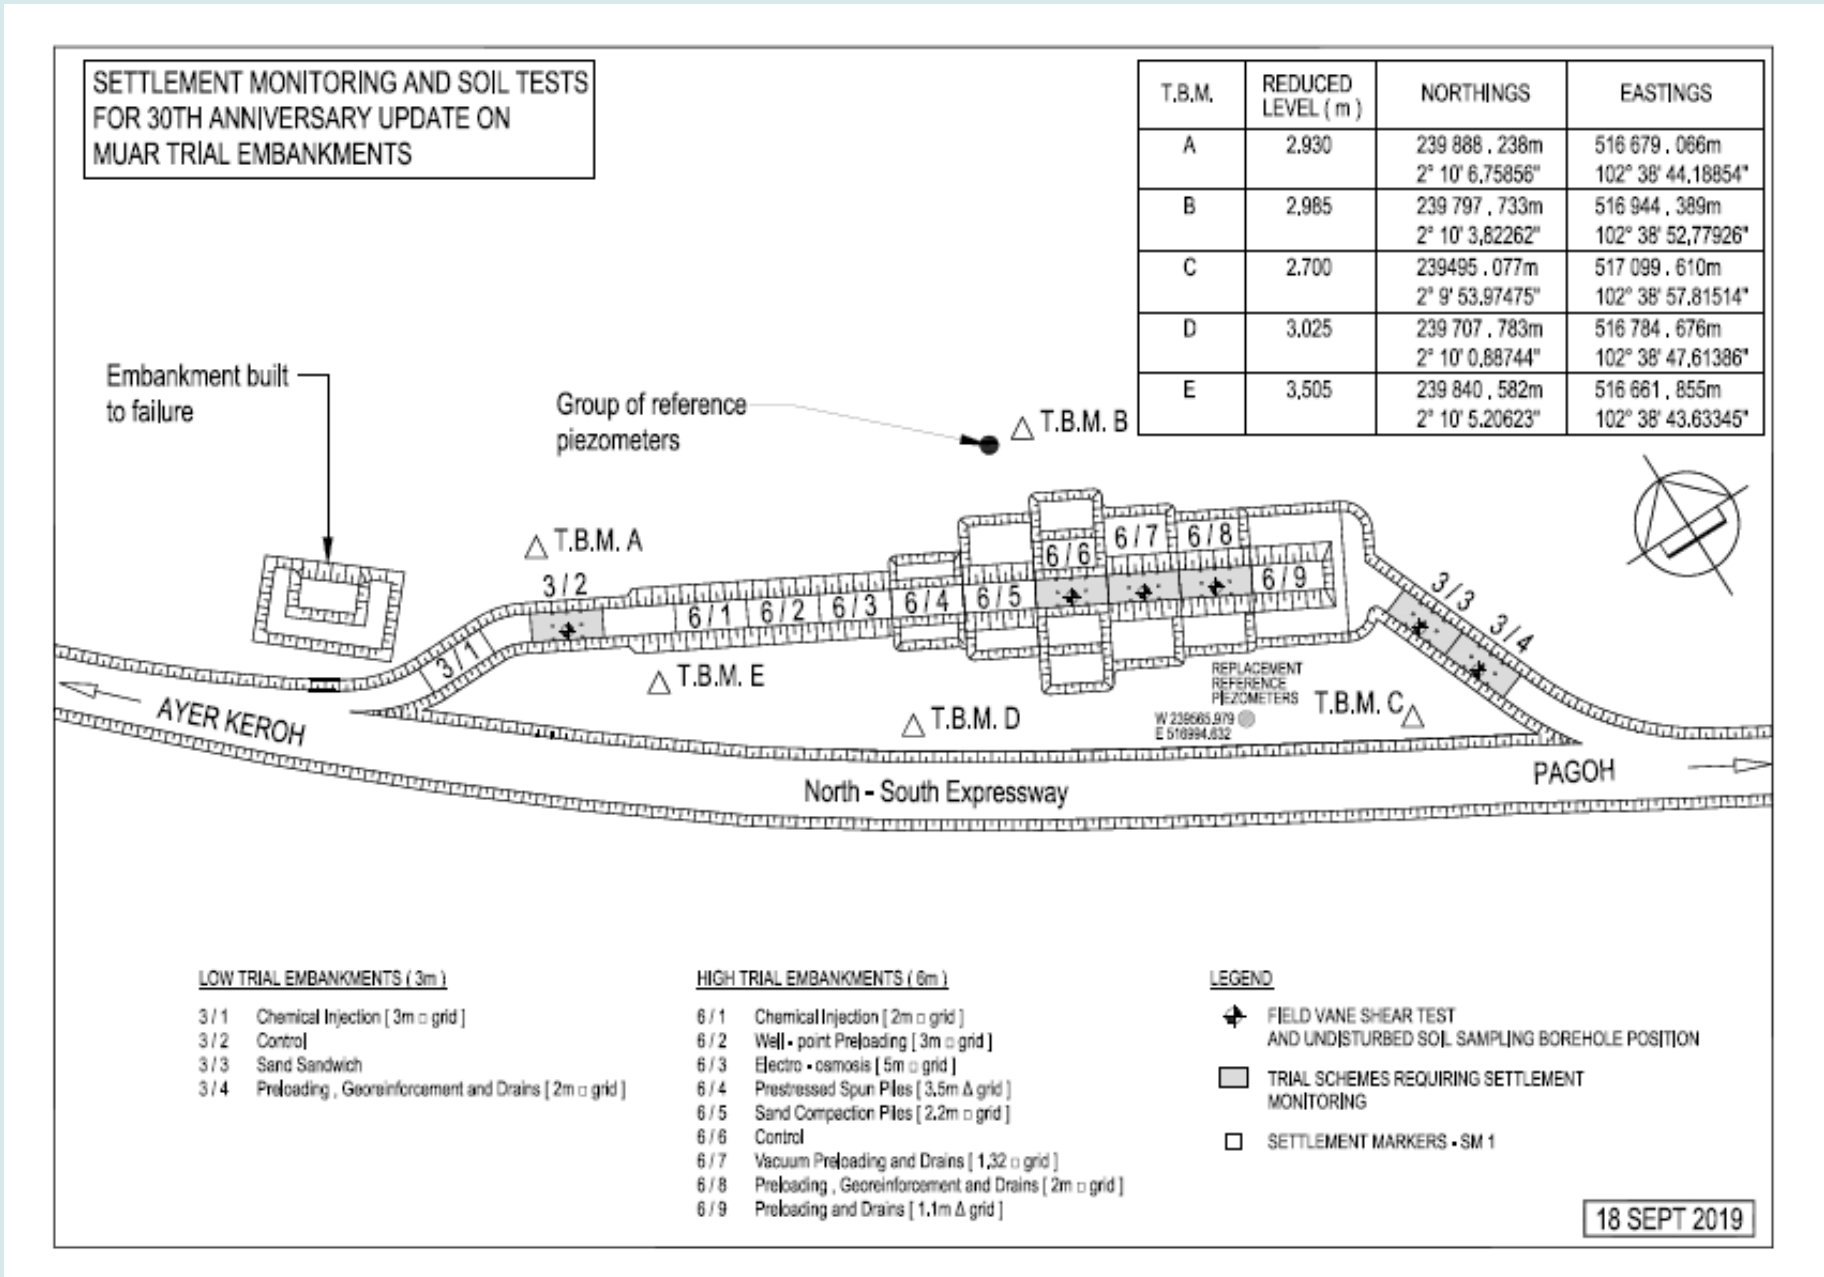 SETTLEMENT MONITORING AND SOIL TESTS
FOR 30TH ANNIVERSARY UPDATE ON
MUAR TRIAL EMBANKMENTS
T.B.M. REDUCED LEVEL ( m ) NORTHINGS EASTINGS
A 2.930 239 888 . 238m 516 679 . 066m
2° 10' 6.75856" 102° 38' 44.18854"
B 2.985 239 797 . 733m 516 944 . 389m
2° 10' 3.82262" 102° 38' 52.77926"
C 2.700 239495 . 077m 517 099 . 610m
2° 9' 53.97475" 102° 38' 57.81514"
D 3.025 239 707 . 783m 516 784 . 676m
2° 10' 0.88744" 102° 38' 47.61386"
E 3.505 239 840 . 582m 516 661 . 855m
2° 10' 5.20623" 102° 38' 43.63345"
Embankment built
to failure
Group of reference
piezometers
T.B.M. B
T.B.M. A
3 / 2
6 / 6
6 / 7
6 / 8
3 / 1
6 / 1
6 / 2
6 / 3
6 / 4
6 / 5
6 / 9
3 / 3
3 / 4
T.B.M. E
T.B.M. D
REPLACEMENT
REFERENCE
PIEZOMETERS
W 239565.979
E 516994.632
T.B.M. C
AYER KEROH
North - South Expressway
PAGOH
LOW TRIAL EMBANKMENTS ( 3m )
3 / 1 Chemical Injection [ 3m □ grid ]
3 / 2 Control
3 / 3 Sand Sandwich
3 / 4 Preloading , Georeinforcement and Drains [ 2m □ grid ]
HIGH TRIAL EMBANKMENTS ( 6m )
6 / 1 Chemical Injection [ 2m □ grid ]
6 / 2 Well - point Preloading [ 3m □ grid ]
6 / 3 Electro - osmosis [ 5m □ grid ]
6 / 4 Prestressed Spun Piles [ 3.5m Δ grid ]
6 / 5 Sand Compaction Piles [ 2.2m □ grid ]
6 / 6 Control
6 / 7 Vacuum Preloading and Drains [ 1.32 □ grid ]
6 / 8 Preloading , Georeinforcement and Drains [ 2m □ grid ]
6 / 9 Preloading and Drains [ 1.1m Δ grid ]
LEGEND
FIELD VANE SHEAR TEST
AND UNDISTURBED SOIL SAMPLING BOREHOLE POSITION
TRIAL SCHEMES REQUIRING SETTLEMENT
MONITORING
SETTLEMENT MARKERS - SM 1
18 SEPT 2019